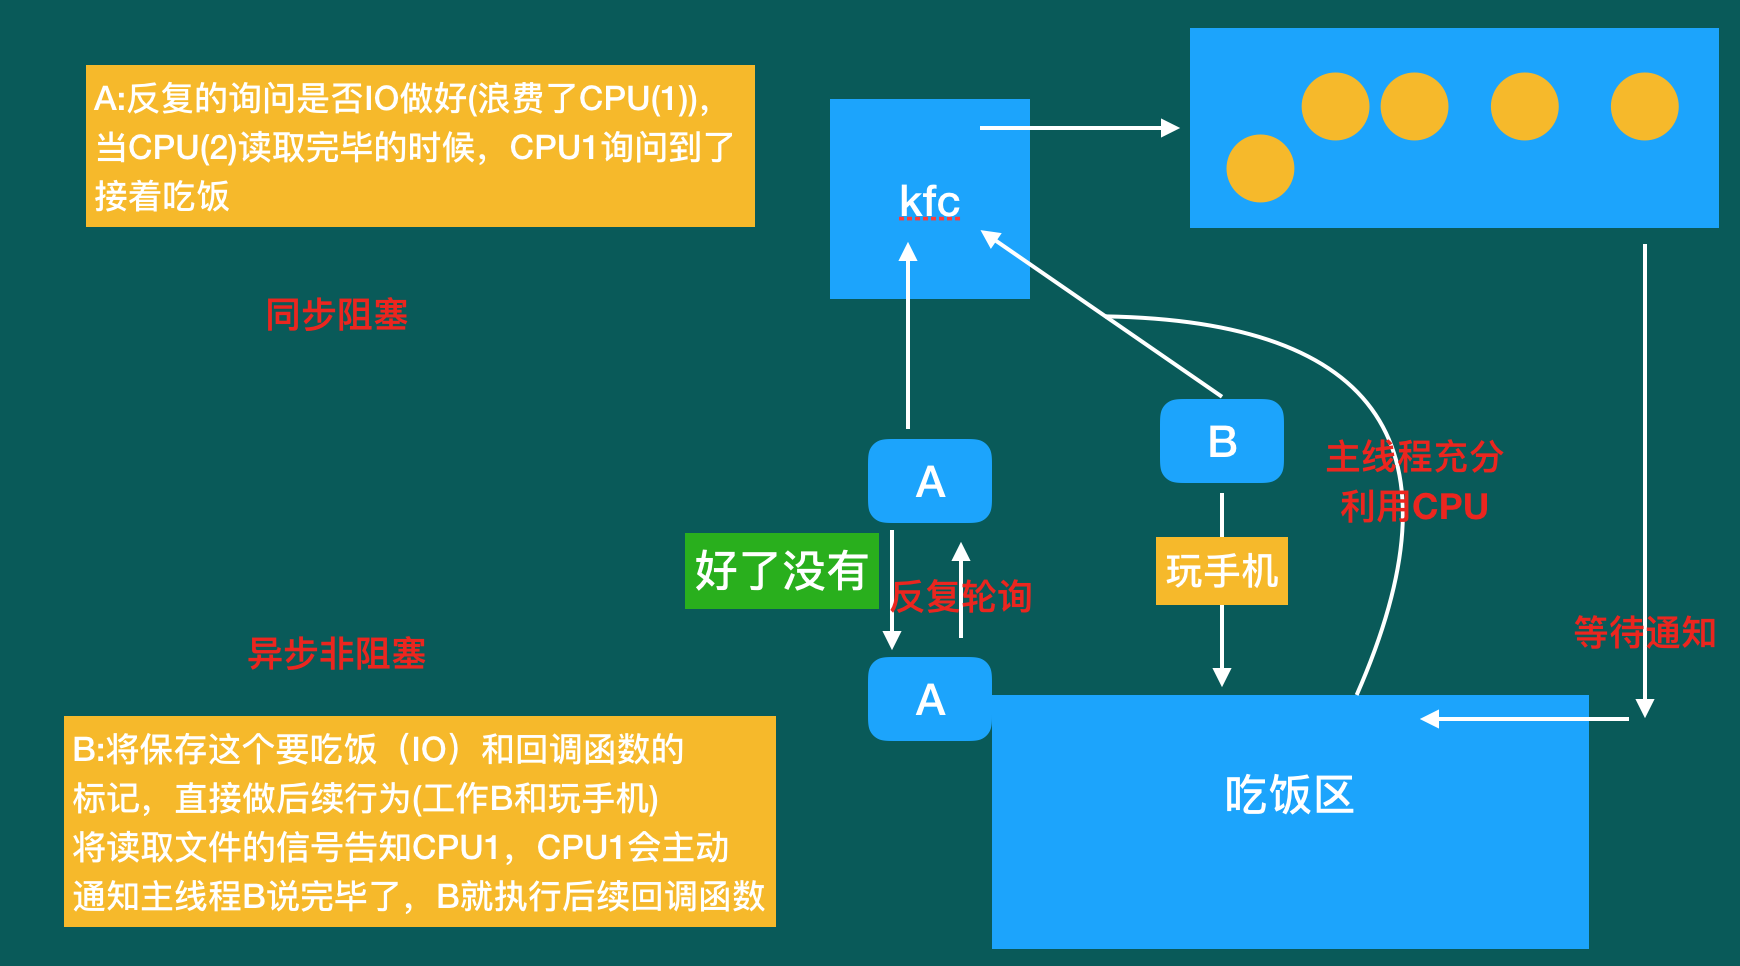 A:反复的询问是否IO做好(浪费了CPU(1)),
当CPU(2)读取完毕的时候，CPU1询问到了
接着吃饭
kfc
同步阻塞
A
B
主线程充分
利用CPU
好了没有
反复轮询
玩手机
等待通知
异步非阻塞
A
B:将保存这个要吃饭（IO）和回调函数的
标记，直接做后续行为(工作B和玩手机)
将读取文件的信号告知CPU1，CPU1会主动
通知主线程B说完毕了，B就执行后续回调函数
吃饭区